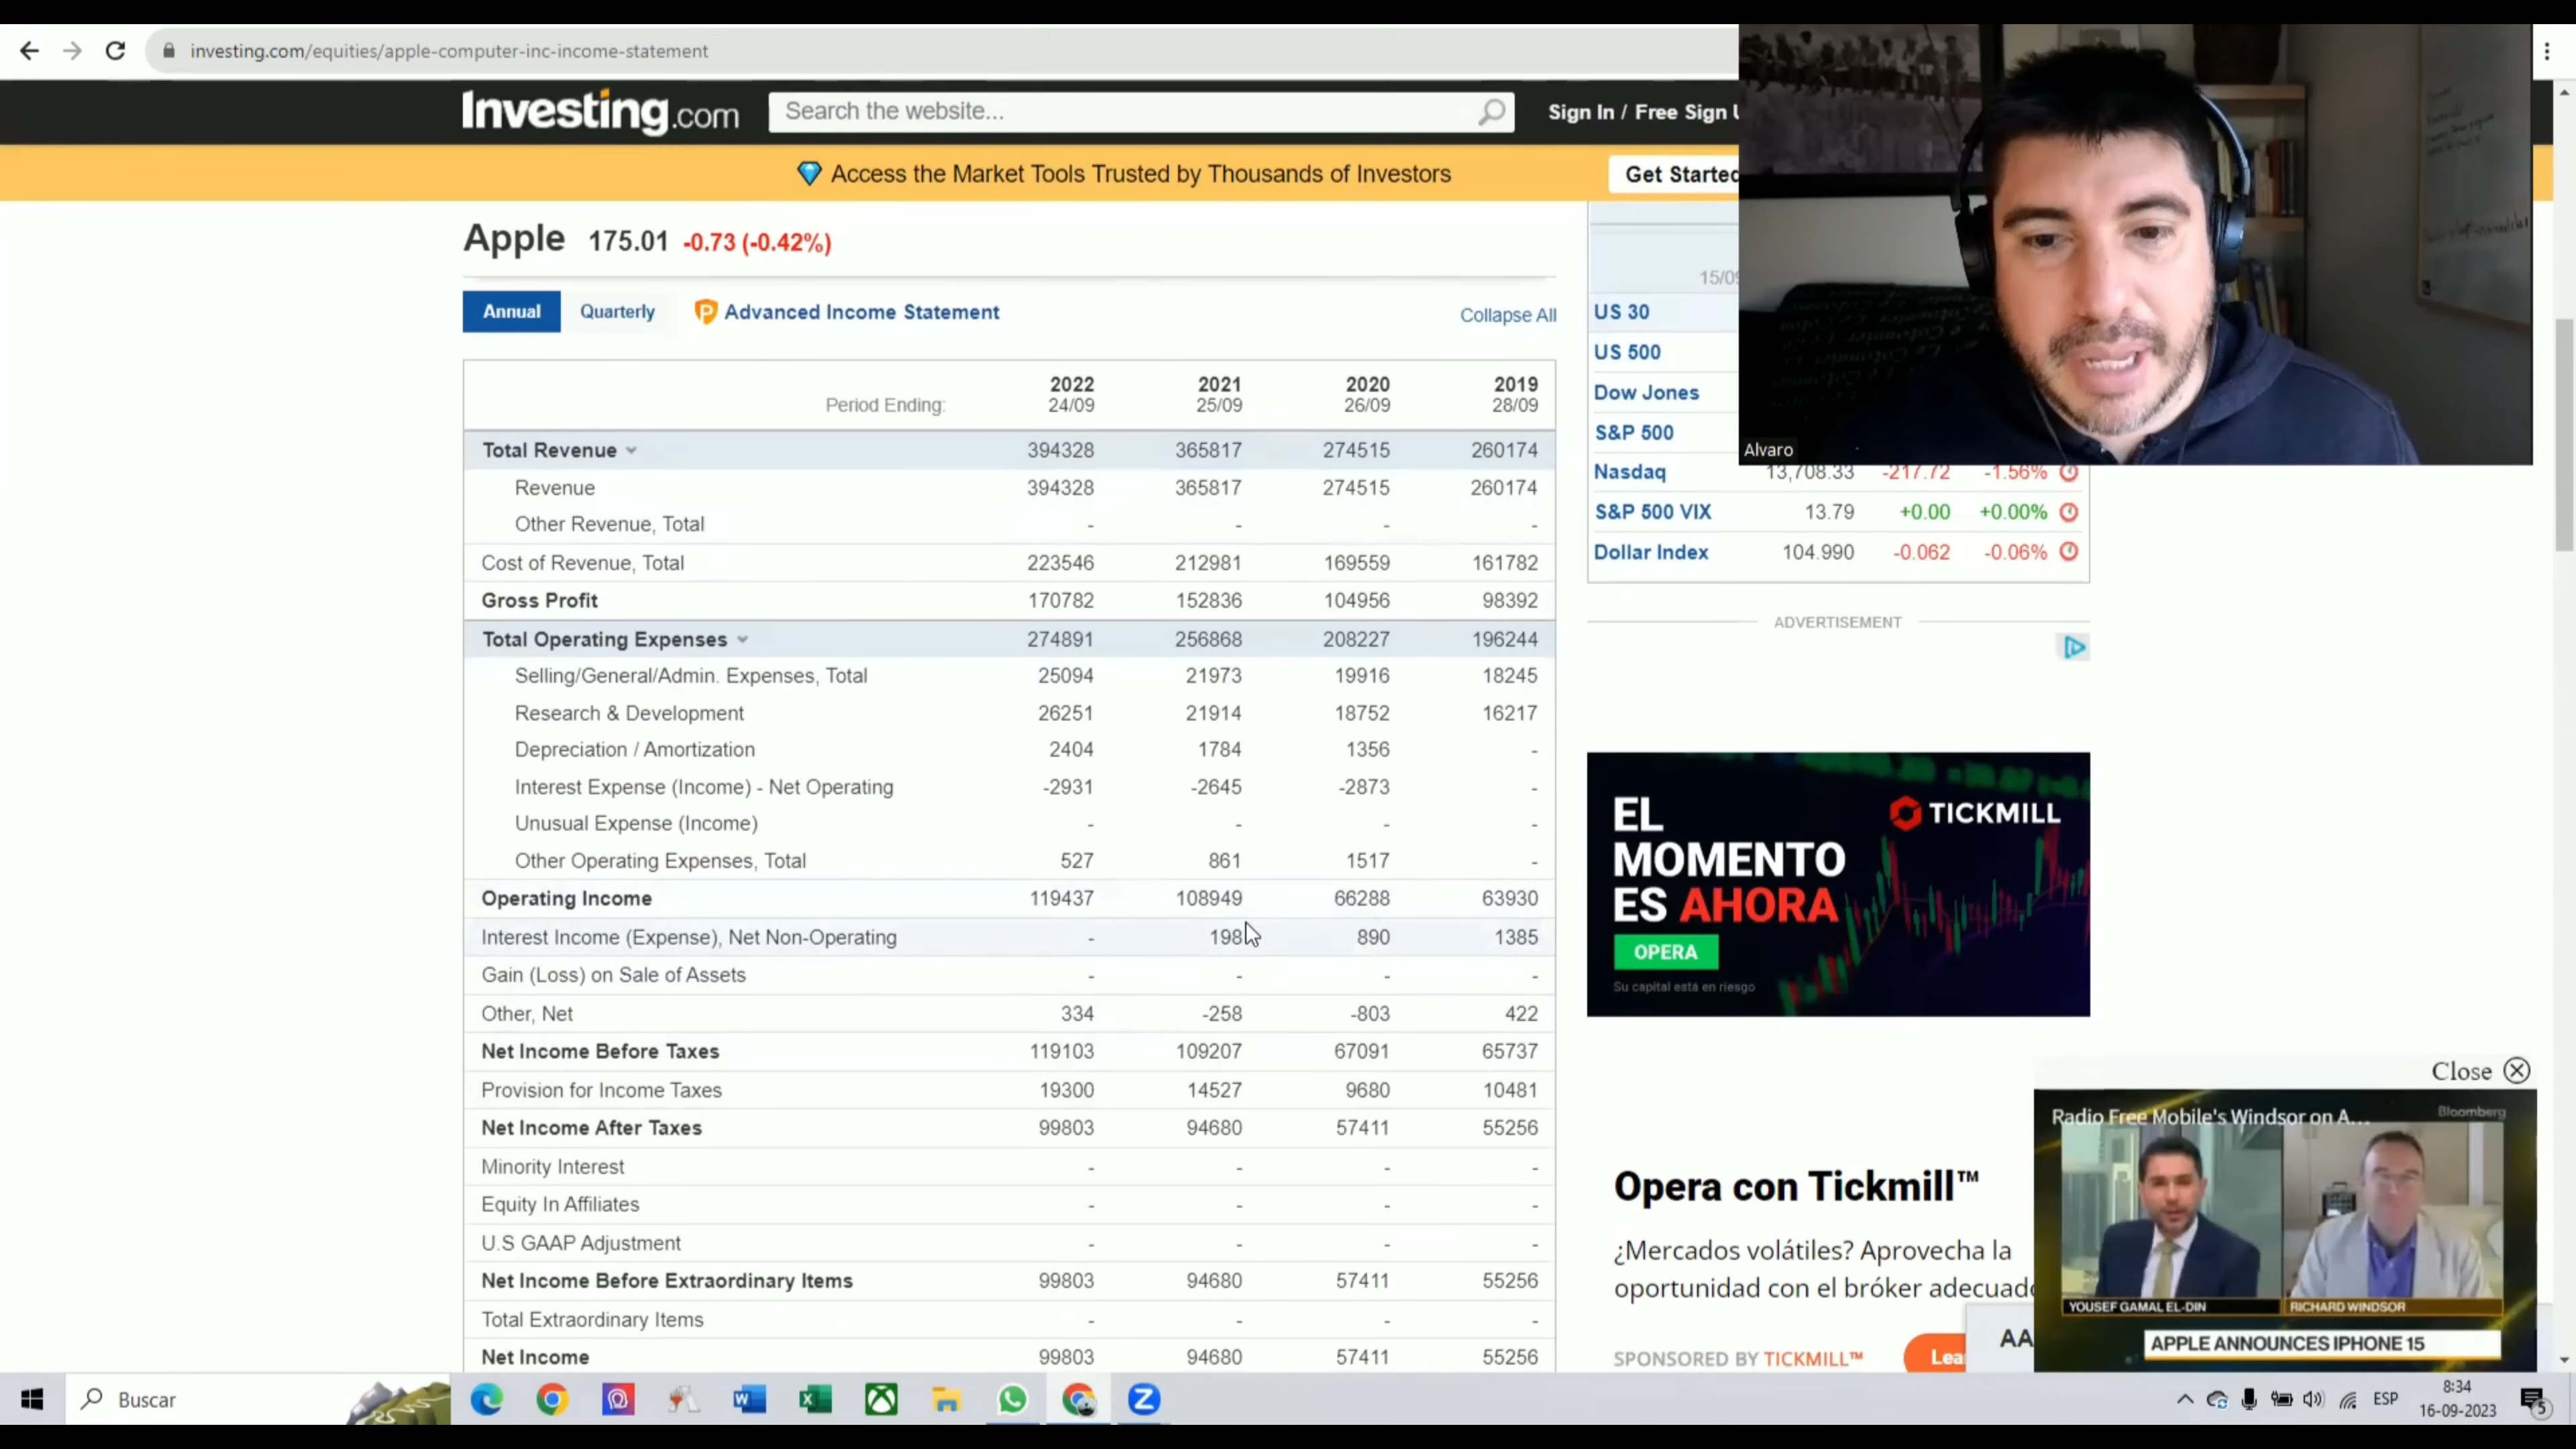 investing.com/equities/apple-computer-inc-income-statement
Investing.com
Search the website...
Sign In / Free Sign U
Access the Market Tools Trusted by Thousands of Investors
Get Started
Apple 175.01 -0.73 (-0.42%)
Annual Quarterly Advanced Income Statement Collapse All
Period Ending: 2022 24/09 2021 25/09 2020 26/09 2019 28/09
Total Revenue 394328 365817 274515 260174
Revenue 394328 365817 274515 260174
Other Revenue, Total - - - -
Cost of Revenue, Total 223546 212981 169559 161782
Gross Profit 170782 152836 104956 98392
Total Operating Expenses 274891 256868 208227 196244
Selling/General/Admin. Expenses, Total 25094 21973 19916 18245
Research & Development 26251 21914 18752 16217
Depreciation / Amortization 2404 1784 1356 -
Interest Expense (Income) - Net Operating -2931 -2645 -2873 -
Unusual Expense (Income) - - - -
Other Operating Expenses, Total 527 861 1517 -
Operating Income 119437 108949 66288 63930
Interest Income (Expense), Net Non-Operating - 198 890 1385
Gain (Loss) on Sale of Assets - - - -
Other, Net 334 -258 -803 422
Net Income Before Taxes 119103 109207 67091 65737
Provision for Income Taxes 19300 14527 9680 10481
Net Income After Taxes 99803 94680 57411 55256
Minority Interest - - - -
Equity In Affiliates - - - -
U.S GAAP Adjustment - - - -
Net Income Before Extraordinary Items 99803 94680 57411 55256
Total Extraordinary Items - - - -
Net Income 99803 94680 57411 55256
15/09
US 30
US 500
Dow Jones
S&P 500
Nasdaq 13,708.33 -217.72 -1.56%
S&P 500 VIX 13.79 +0.00 +0.00%
Dollar Index 104.990 -0.062 -0.06%
Alvaro
ADVERTISEMENT
TICKMILL
EL
MOMENTO
ES AHORA
OPERA
Su capital está en riesgo
Opera con Tickmill™
¿Mercados volátiles? Aprovecha la
oportunidad con el bróker adecuado
SPONSORED BY TICKMILL™
Lea
AA
Close
Radio Free Mobile's Windsor on A...
Bloomberg
YOUSEF GAMAL EL-DIN
RICHARD WINDSOR
APPLE ANNOUNCES IPHONE 15
Buscar
ESP
8:34
16-09-2023
5